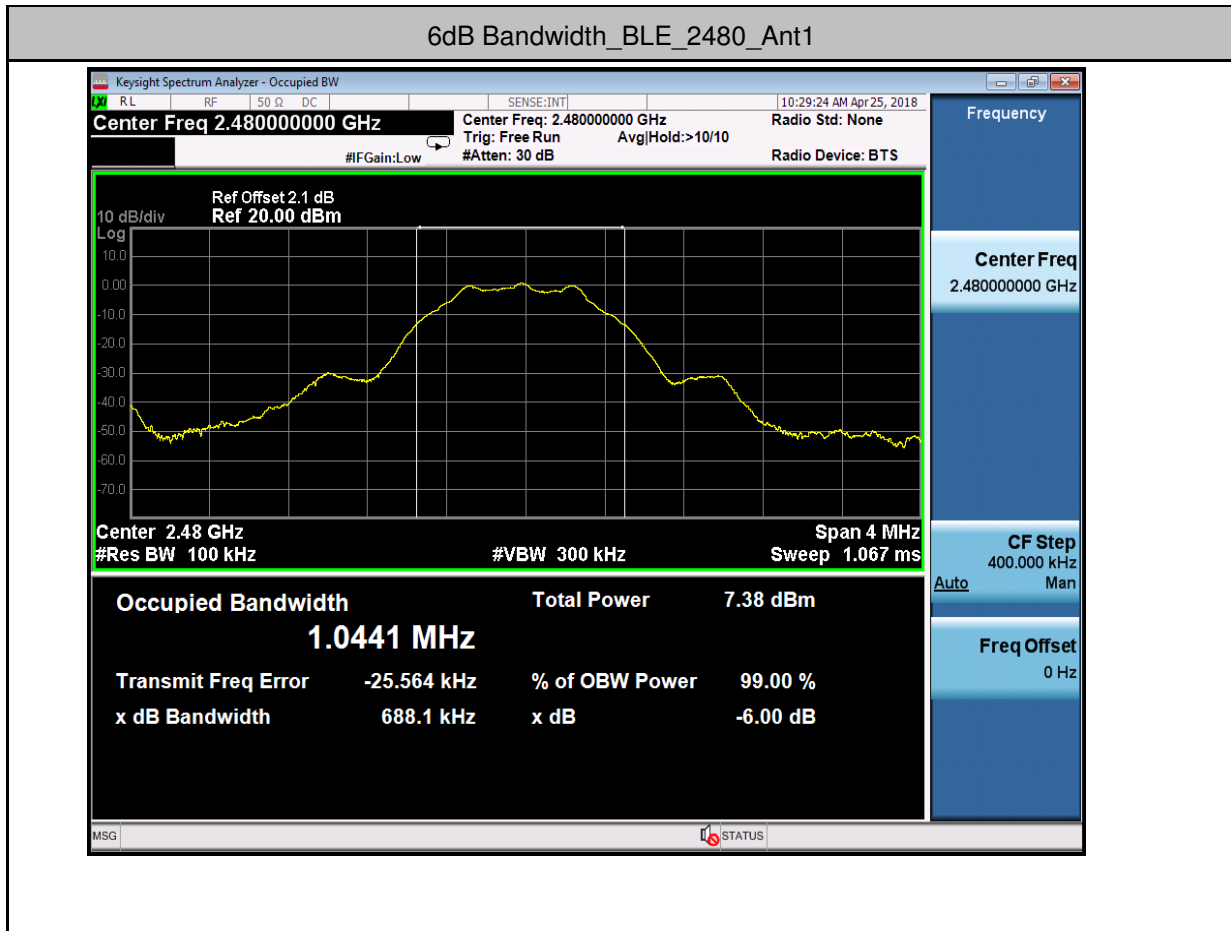 6dB Bandwidth_BLE_2480_Ant1
Keysight Spectrum Analyzer - Occupied BW
LXI RL RF 50 Ω DC SENSE:INT 10:29:24 AM Apr 25, 2018
Center Freq 2.480000000 GHz Center Freq: 2.480000000 GHz Radio Std: None
Trig: Free Run Avg|Hold:>10/10
#IFGain:Low #Atten: 30 dB Radio Device: BTS
Ref Offset 2.1 dB
10 dB/div Ref 20.00 dBm
Log
10.0
0.00
-10.0
-20.0
-30.0
-40.0
-50.0
-60.0
-70.0
Center 2.48 GHz Span 4 MHz
#Res BW 100 kHz #VBW 300 kHz Sweep 1.067 ms
Occupied Bandwidth Total Power 7.38 dBm
1.0441 MHz
Transmit Freq Error -25.564 kHz % of OBW Power 99.00 %
x dB Bandwidth 688.1 kHz x dB -6.00 dB
MSG STATUS
Frequency
Center Freq
2.480000000 GHz
CF Step
400.000 kHz
Auto Man
Freq Offset
0 Hz